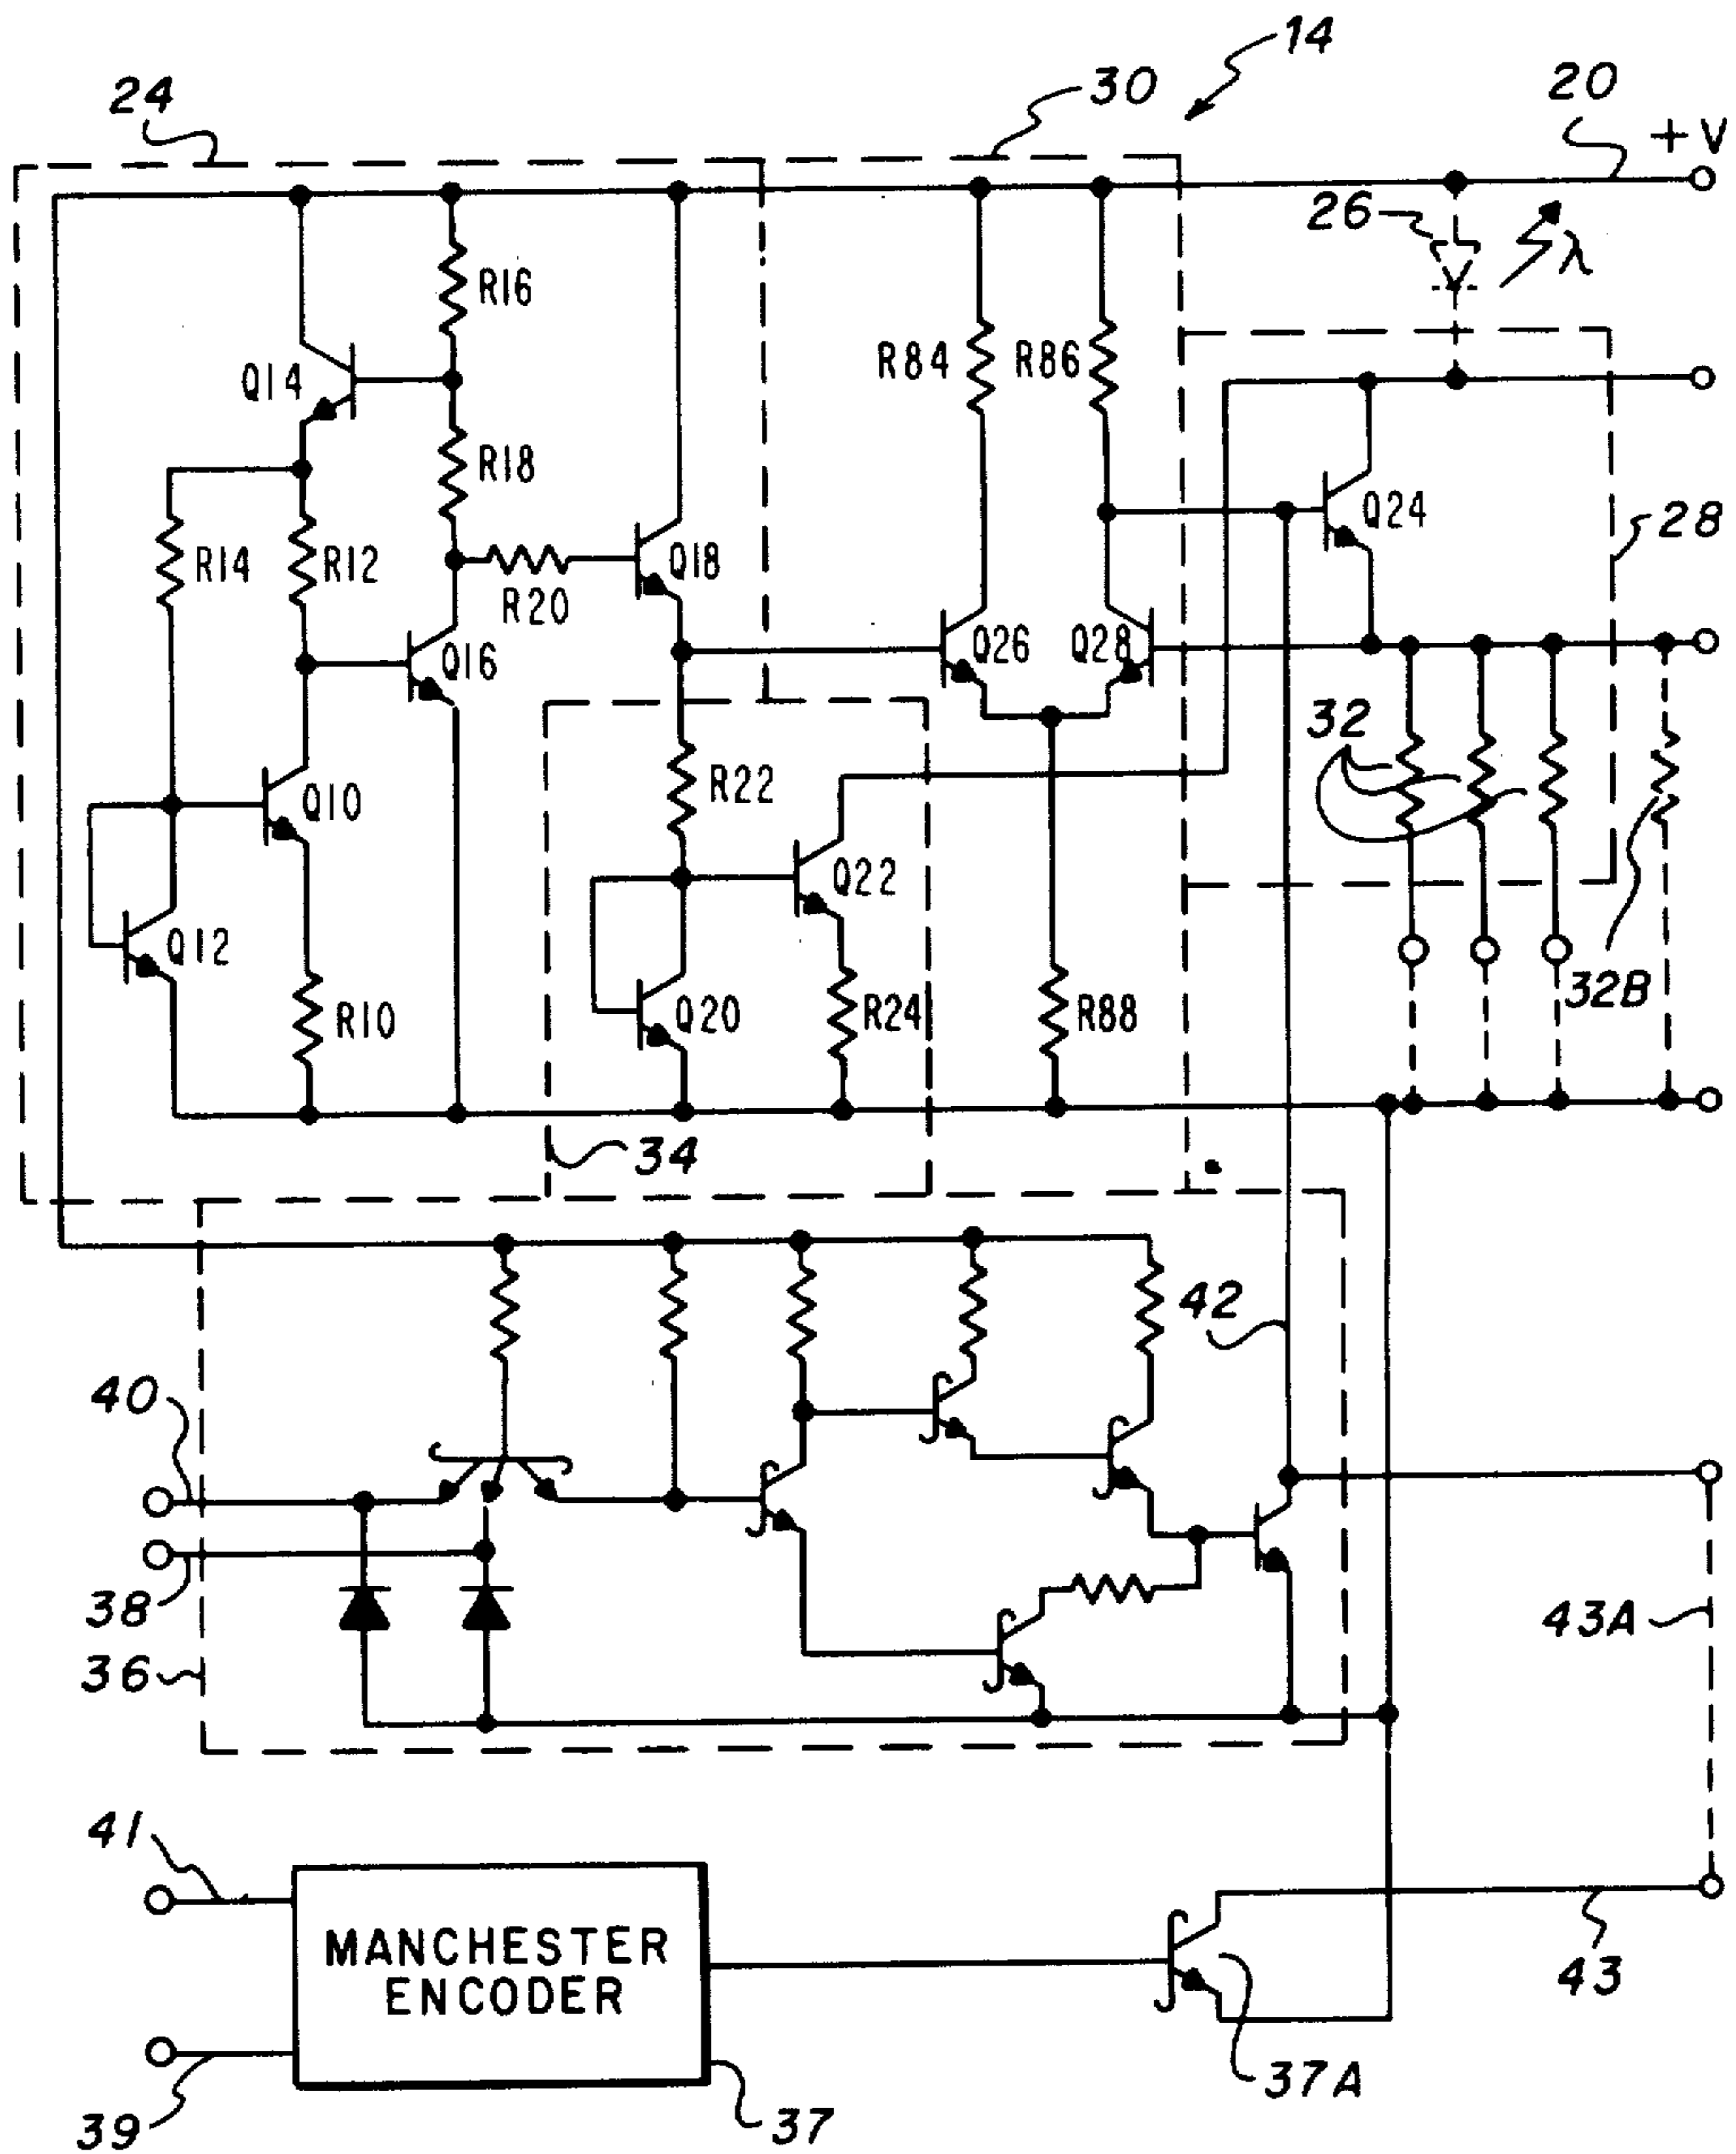 14
24
30
20
+V
26
λ
R16
Q14
R84
R86
R18
Q24
28
R14
R12
Q18
R20
Q16
Q26
Q28
32
R22
Q10
Q22
Q12
32B
R10
Q20
R24
R88
34
42
40
38
36
43A
41
MANCHESTER
ENCODER
43
37A
39
37